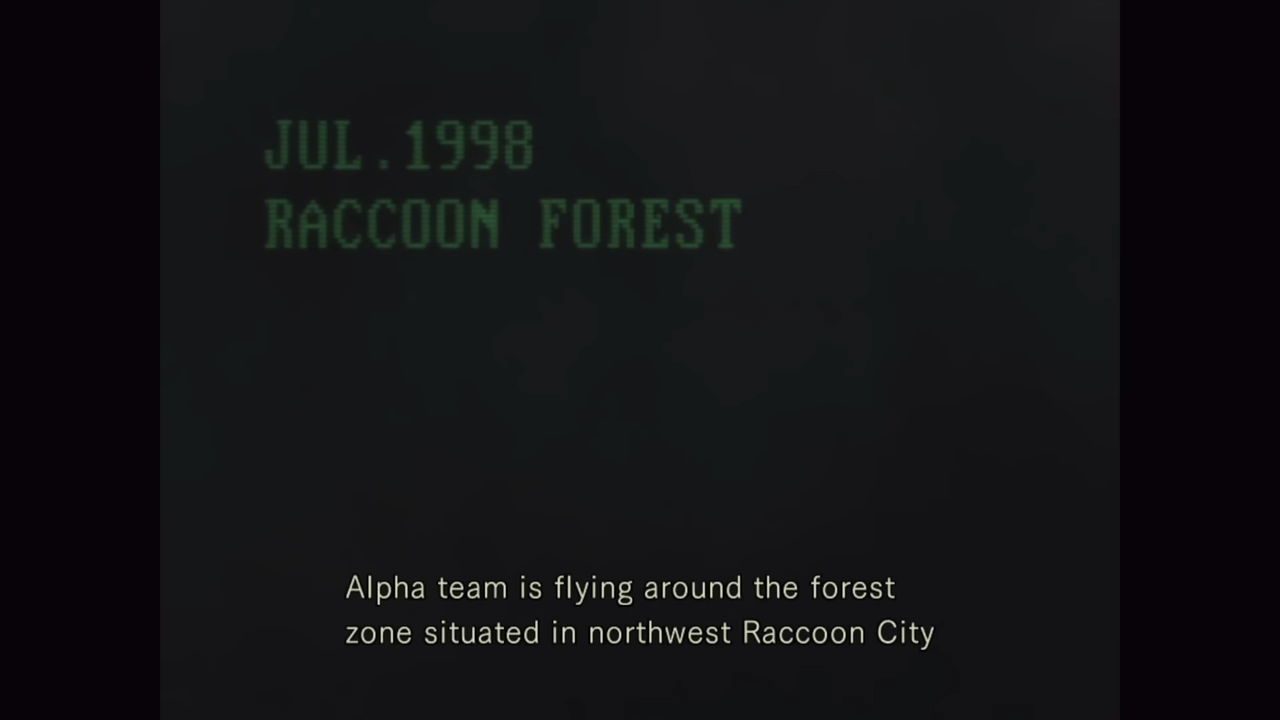 JUL.1998
RACCOON FOREST
Alpha team is flying around the forest
zone situated in northwest Raccoon City